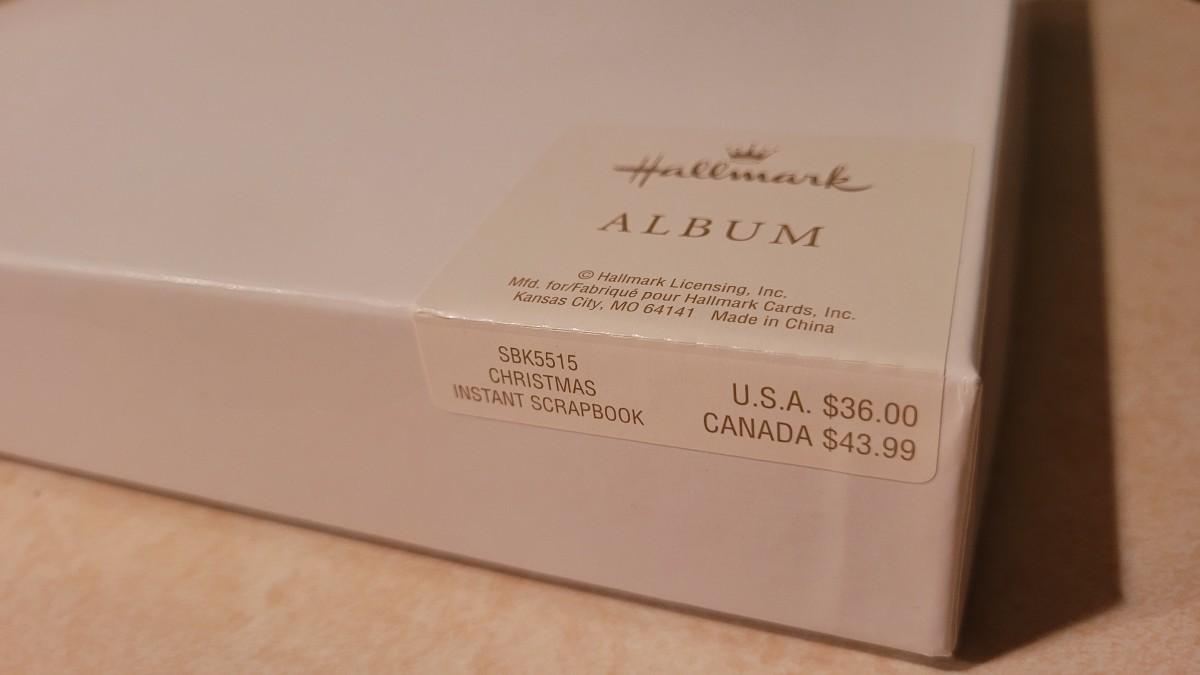 Hallmark
ALBUM
© Hallmark Licensing, Inc.
Mfd. for/Fabriqué pour Hallmark Cards, Inc.
Kansas City, MO 64141 Made in China
SBK5515
CHRISTMAS
INSTANT SCRAPBOOK
U.S.A. $36.00
CANADA $43.99